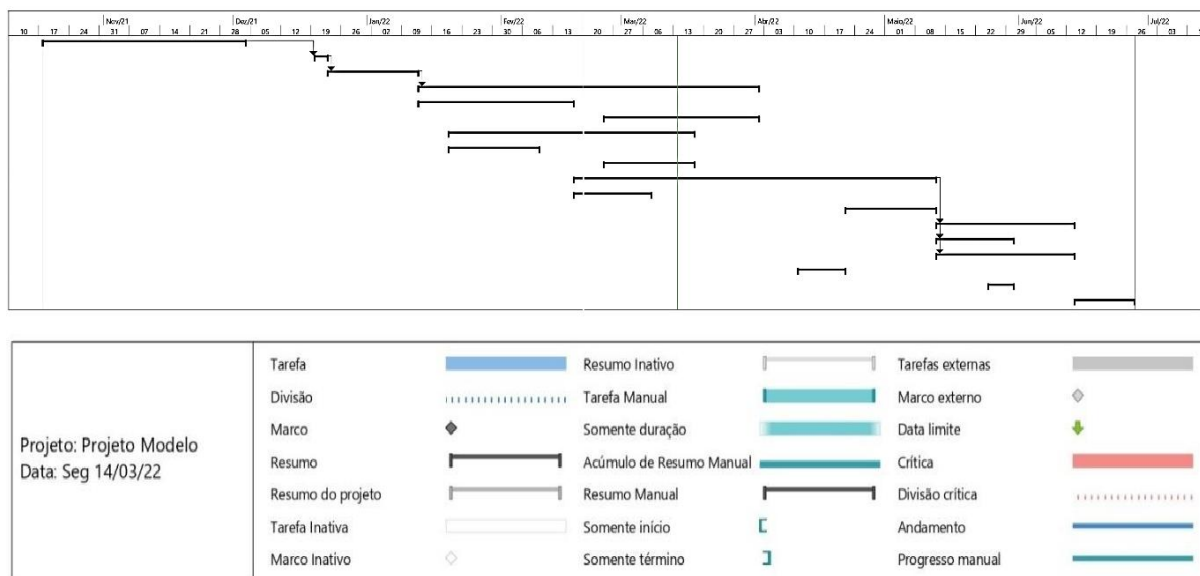 Nov/21 Dez/21 Jan/22 Fev/22 Mar/22 Abr/22 Maio/22 Jun/22 Jul/22
10 17 24 31 07 14 21 28 05 12 19 26 02 09 16 23 30 06 13 20 27 06 13 20 27 03 10 17 24 01 08 15 22 29 05 12 19 26 03
Projeto: Projeto Modelo
Data: Seg 14/03/22
Tarefa
Divisão
Marco
Resumo
Resumo do projeto
Tarefa Inativa
Marco Inativo
Resumo Inativo
Tarefa Manual
Somente duração
Acúmulo de Resumo Manual
Resumo Manual
Somente início
Somente término
Tarefas externas
Marco externo
Data limite
Crítica
Divisão crítica
Andamento
Progresso manual